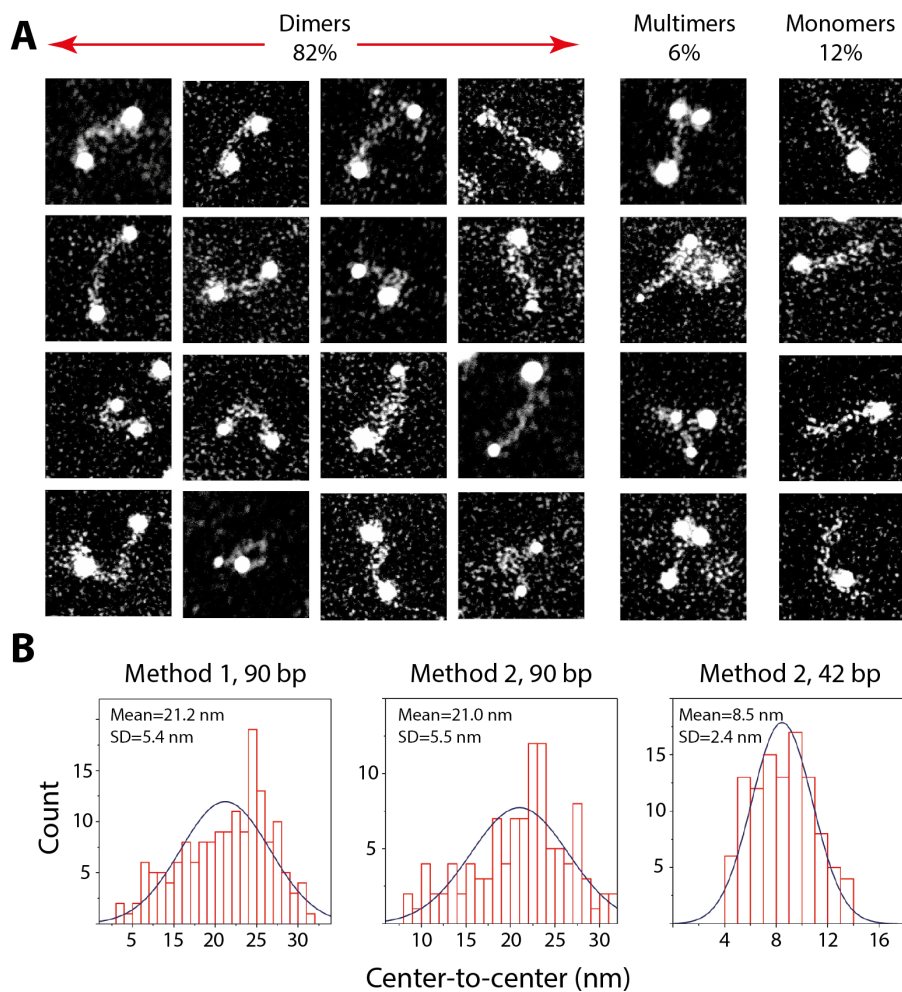 A
Dimers
82%
Multimers
6%
Monomers
12%
B
Method 1, 90 bp
Mean=21.2 nm
SD=5.4 nm
15
10
5
Count
5
15
20
25
30
Method 2, 90 bp
Mean=21.0 nm
SD=5.5 nm
10
5
10
15
20
25
30
Method 2, 42 bp
Mean=8.5 nm
SD=2.4 nm
15
10
5
4
8
12
16
Center-to-center (nm)